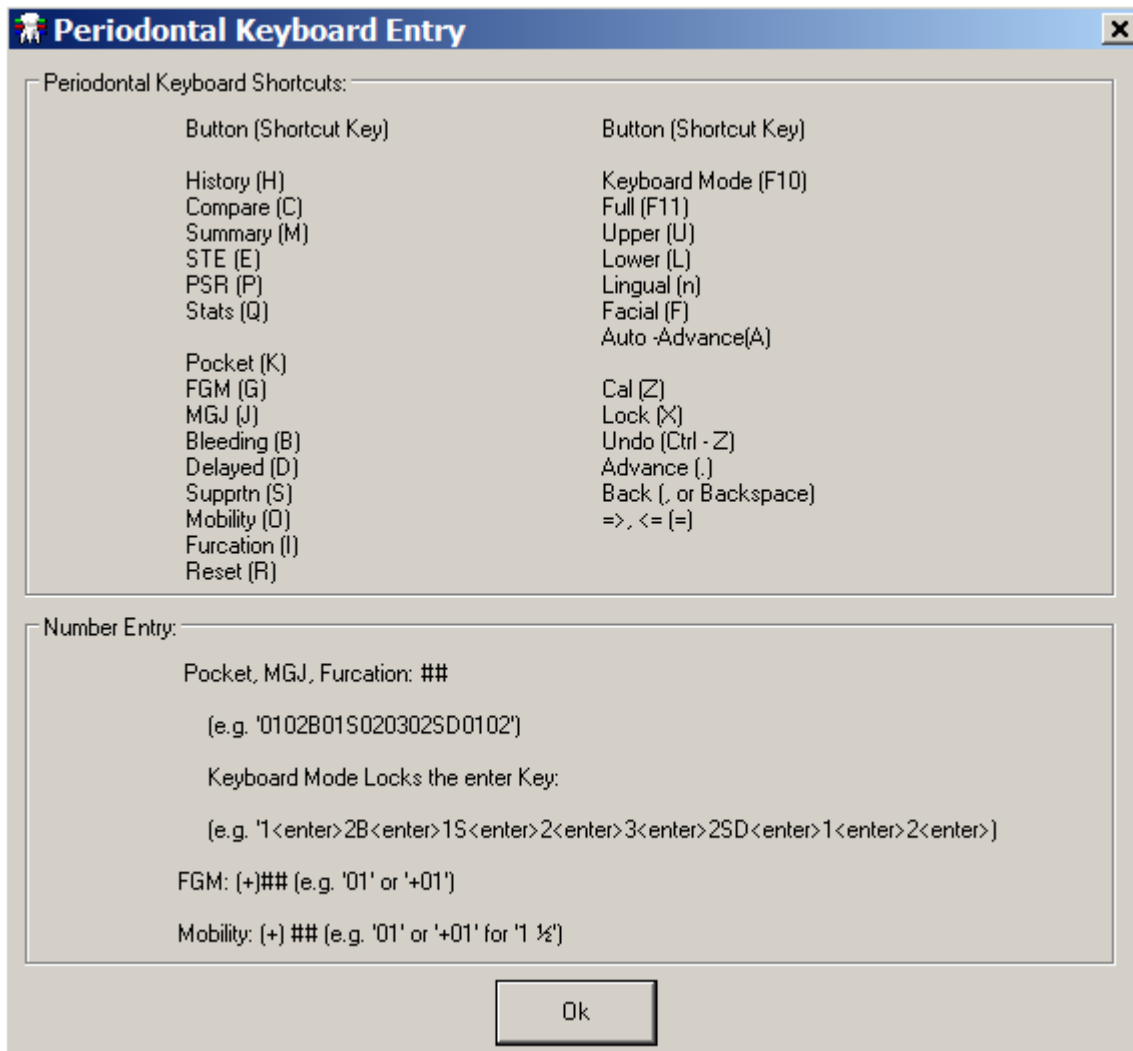 Periodontal Keyboard Entry
Periodontal Keyboard Shortcuts:
Button (Shortcut Key)
History (H)
Compare (C)
Summary (M)
STE (E)
PSR (P)
Stats (Q)
Pocket (K)
FGM (G)
MGJ (J)
Bleeding (B)
Delayed (D)
Supprtn (S)
Mobility (O)
Furcation (I)
Reset (R)
Button (Shortcut Key)
Keyboard Mode (F10)
Full (F11)
Upper (U)
Lower (L)
Lingual (n)
Facial (F)
Auto -Advance(A)
Cal (Z)
Lock (X)
Undo (Ctrl - Z)
Advance (.)
Back (, or Backspace)
=>, <= (=)
Number Entry:
Pocket, MGJ, Furcation: ##
(e.g. '0102B01S020302SD0102')
Keyboard Mode Locks the enter Key:
(e.g. '1<enter>2B<enter>1S<enter>2<enter>3<enter>2SD<enter>1<enter>2<enter>)
FGM: (+)## (e.g. '01' or '+01')
Mobility: (+) ## (e.g. '01' or '+01' for '1 ½')
Ok